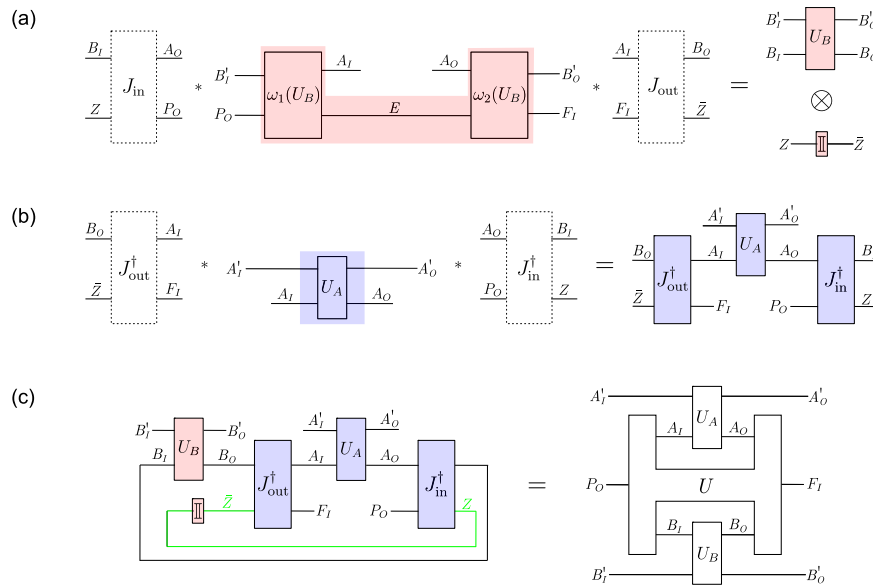 (a)
B_I J_in A_O
Z P_O
*
B'_I ω₁(U_B) A_I
P_O E
A_O ω₂(U_B) B'_O
F_I
*
A_I J_out B_O
F_I Z̄
=
B'_I U_B B'_O
B_I B_O
⊗
Z 𝕀 Z̄
(b)
B_O J†_out A_I
Z̄ F_I
*
A'_I U_A A'_O
A_I A_O
*
A_O J†_in B_I
P_O Z
=
A'_I U_A A'_O
B_O J†_out A_I A_O J†_in B
Z̄ F_I P_O Z
(c)
B'_I U_B B'_O A'_I U_A A'_O
B_I B_O J†_out A_I A_O J†_in
𝕀 Z̄ F_I P_O Z
=
A'_I U_A A'_O
A_I A_O
P_O U F_I
B_I B_O
B'_I U_B B'_O